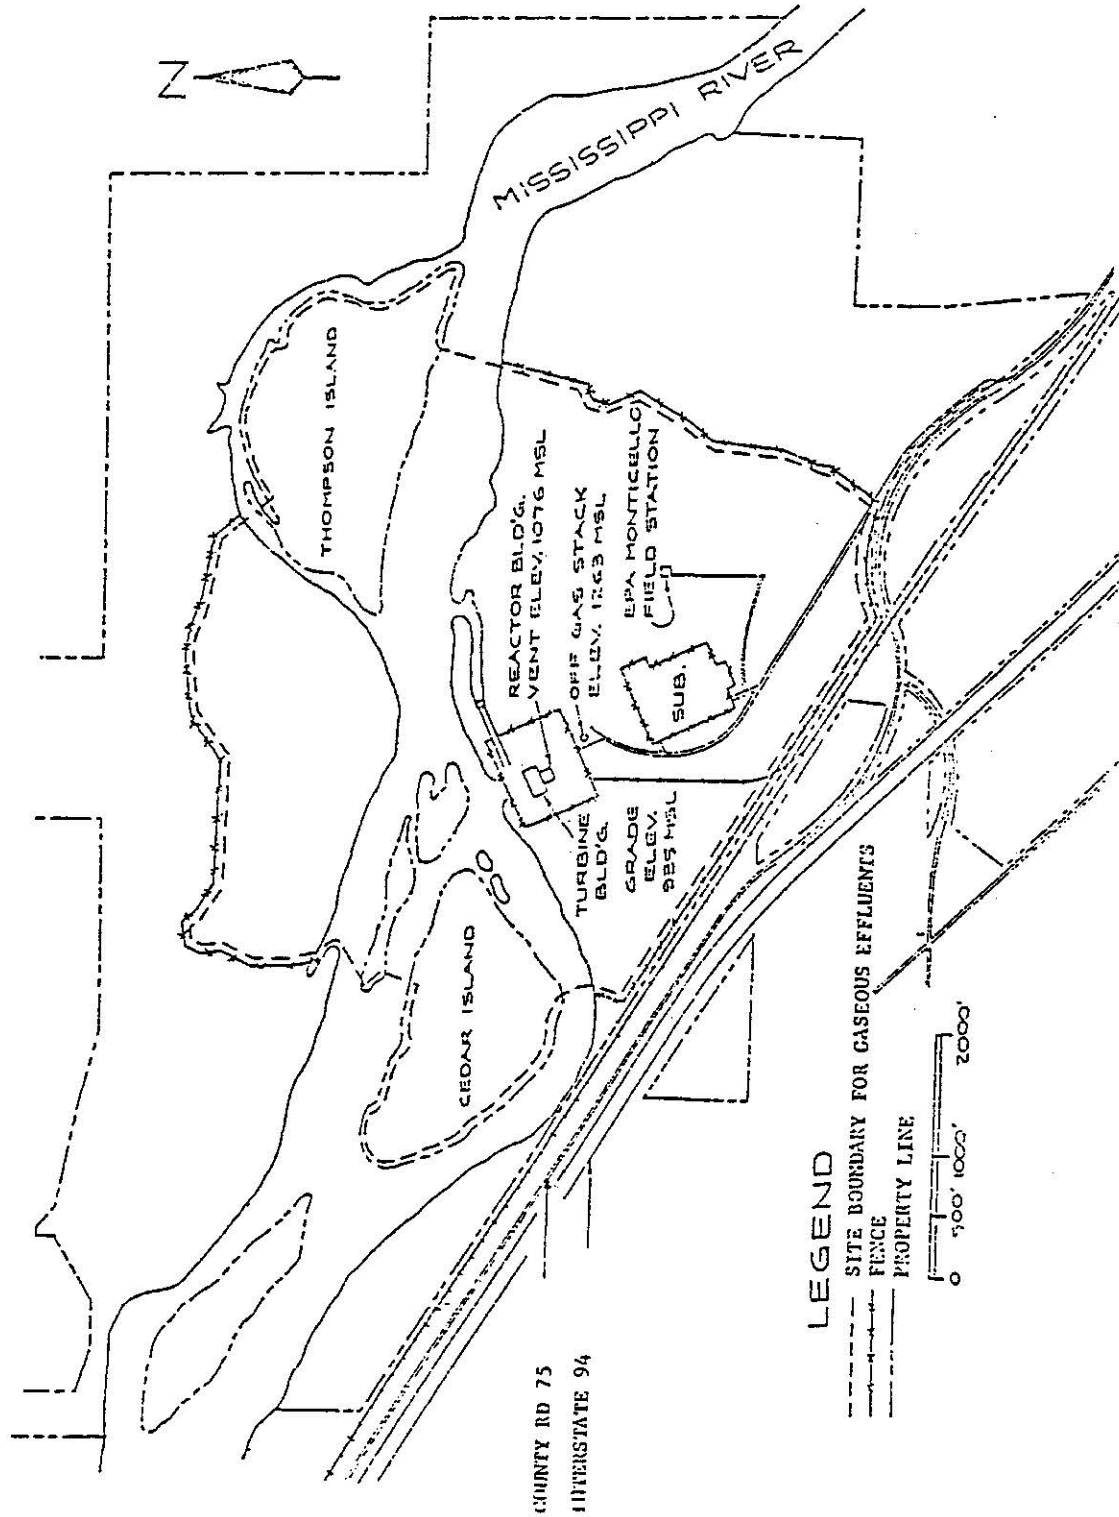 N
MISSISSIPPI RIVER
THOMPSON ISLAND
REACTOR BLD'G.
VENT ELEV. 1076 MSL
OFF GAS STACK
ELEV. 1263 MSL
EPA MONTICELLO
FIELD STATION
SUB.
TURBINE
BLD'G.
GRADE
ELEV.
985 MSL
CEDAR ISLAND
COUNTY RD 75
INTERSTATE 94
LEGEND
SITE BOUNDARY FOR GASEOUS EFFLUENTS
FENCE
PROPERTY LINE
0 500' 1000' 2000'